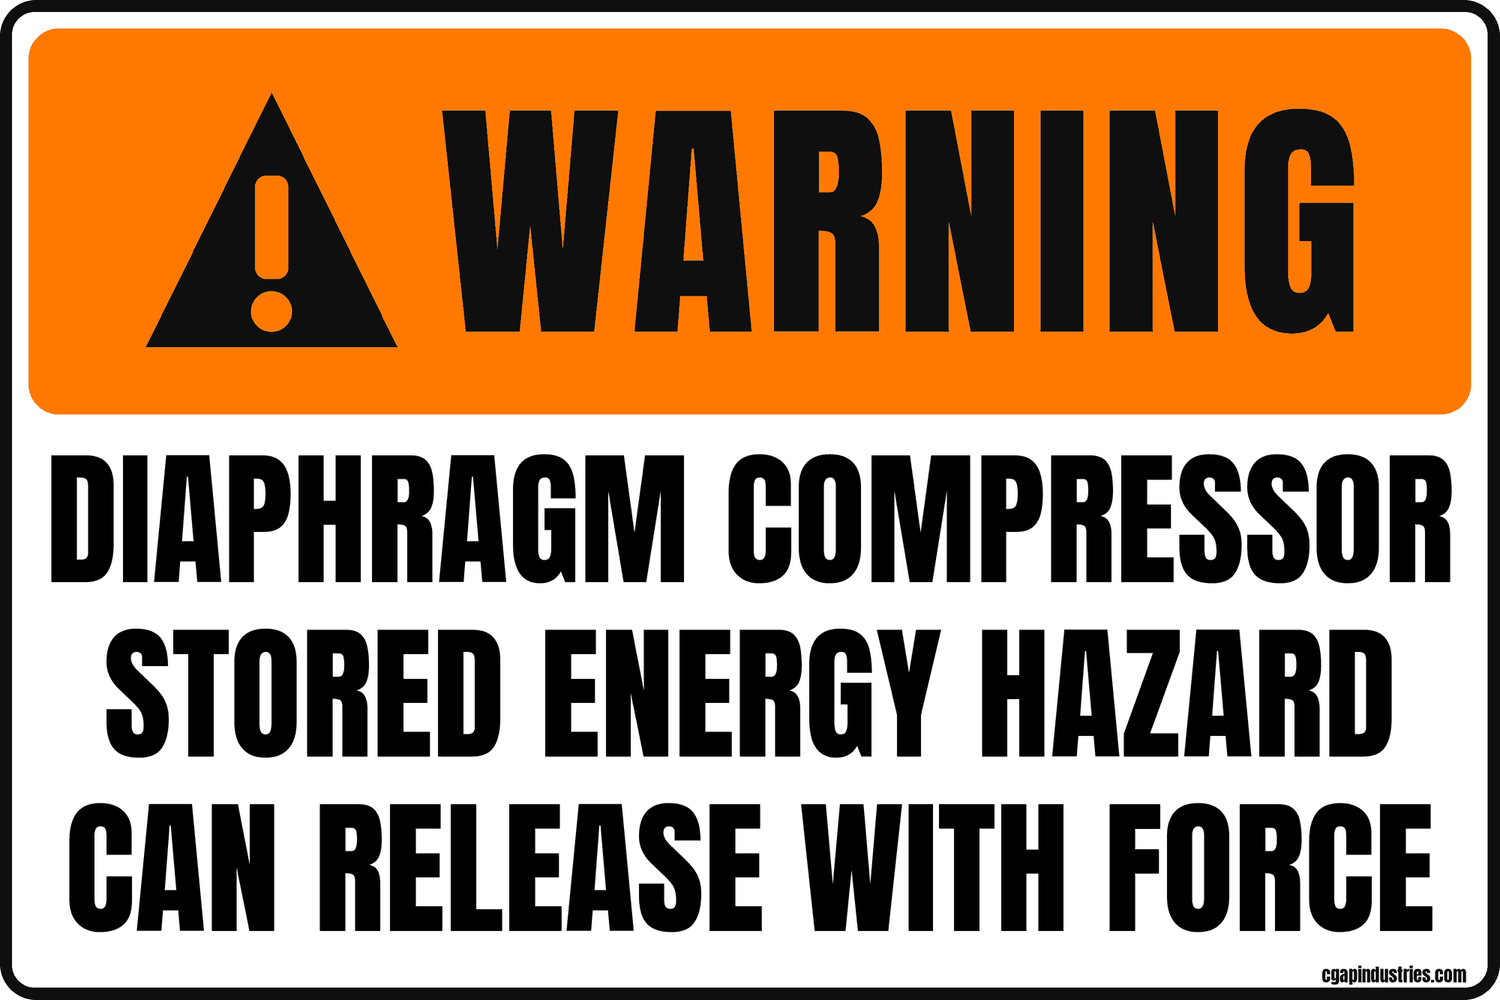 WARNING
DIAPHRAGM COMPRESSOR
STORED ENERGY HAZARD
CAN RELEASE WITH FORCE
cgapindustries.com